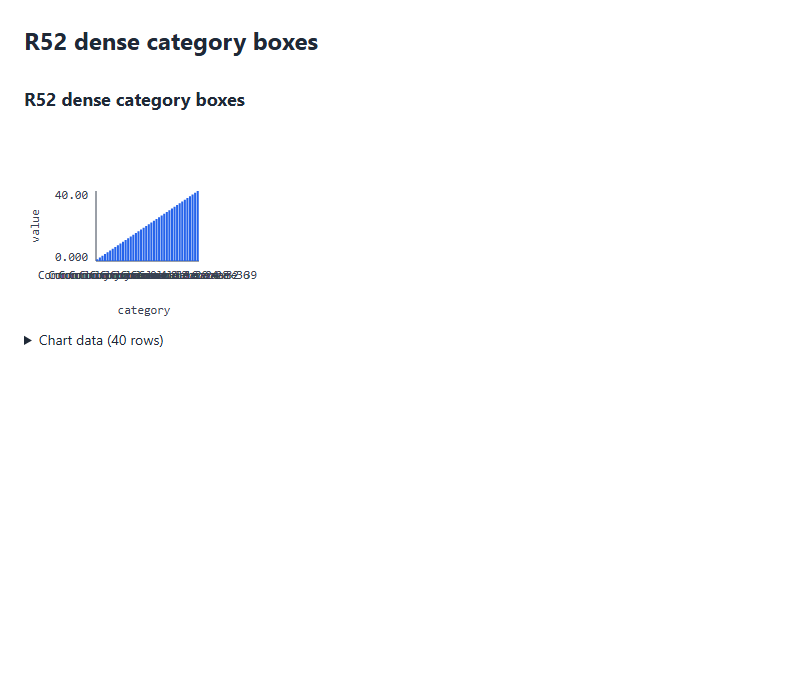 R52 dense category boxes
R52 dense category boxes
40.00
value
0.000
category
Chart data (40 rows)